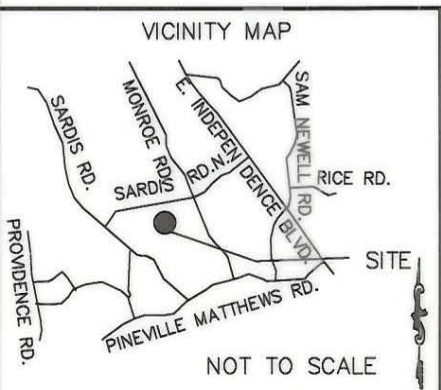 VICINITY MAP
SARDIS RD.
MONROE RD.
E. INDEPENDENCE BLVD.
SAM NEWELL RD.
SARDIS RD.N.
RICE RD.
PROVIDENCE RD.
SITE
PINEVILLE MATTHEWS RD.
NOT TO SCALE